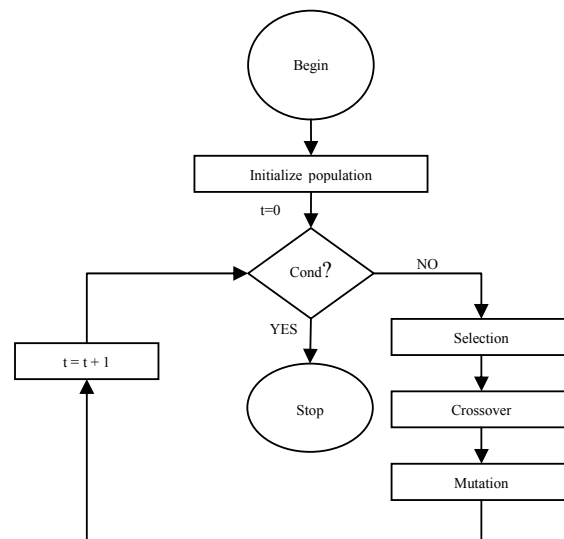 Begin
Initialize population
t=0
Cond?
NO
YES
Selection
t = t + 1
Crossover
Stop
Mutation